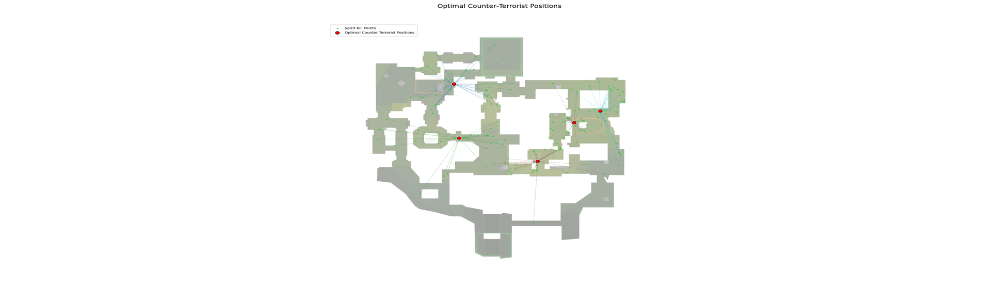 Optimal Counter-Terrorist Positions
Spirit Kill Points
Optimal Counter Terrorist Positions